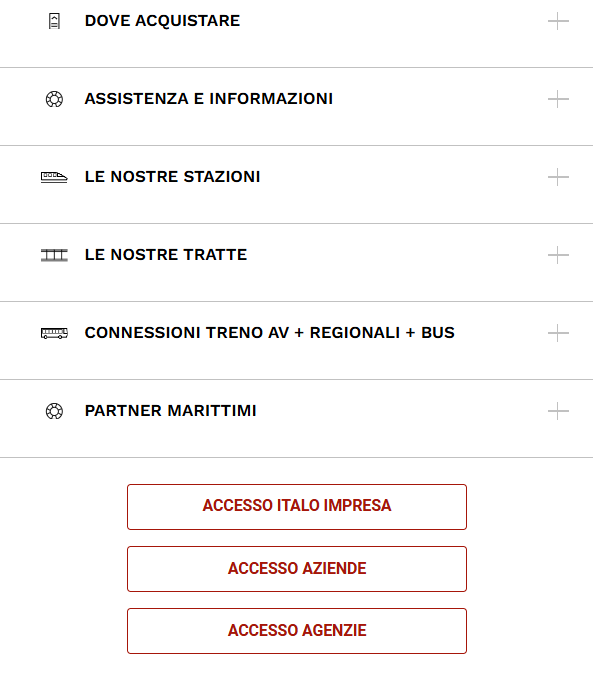 DOVE ACQUISTARE
ASSISTENZA E INFORMAZIONI
LE NOSTRE STAZIONI
LE NOSTRE TRATTE
CONNESSIONI TRENO AV + REGIONALI + BUS
PARTNER MARITTIMI
ACCESSO ITALO IMPRESA
ACCESSO AZIENDE
ACCESSO AGENZIE